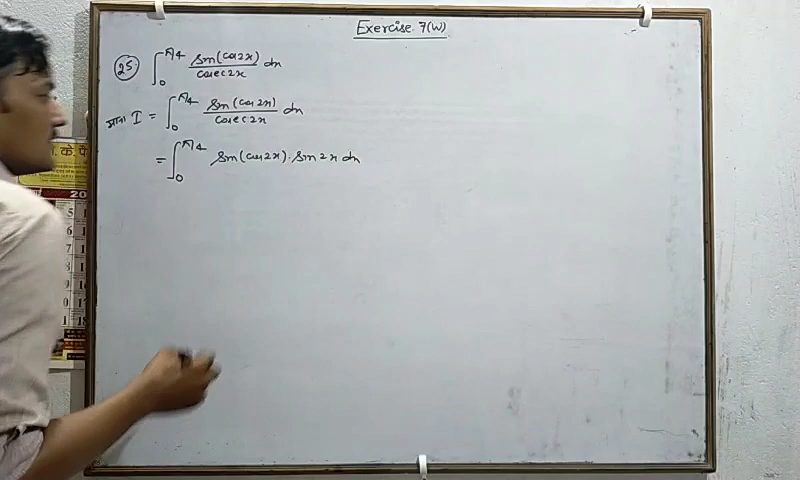 Exercise 7(W)
(25) ∫₀^π/4 sin(cos2x)/cosec2x dx
माना I = ∫₀^π/4 sin(cos2x)/cosec2x dx
= ∫₀^π/4 sin(cos2x)·sin2x dx
के. पं
20